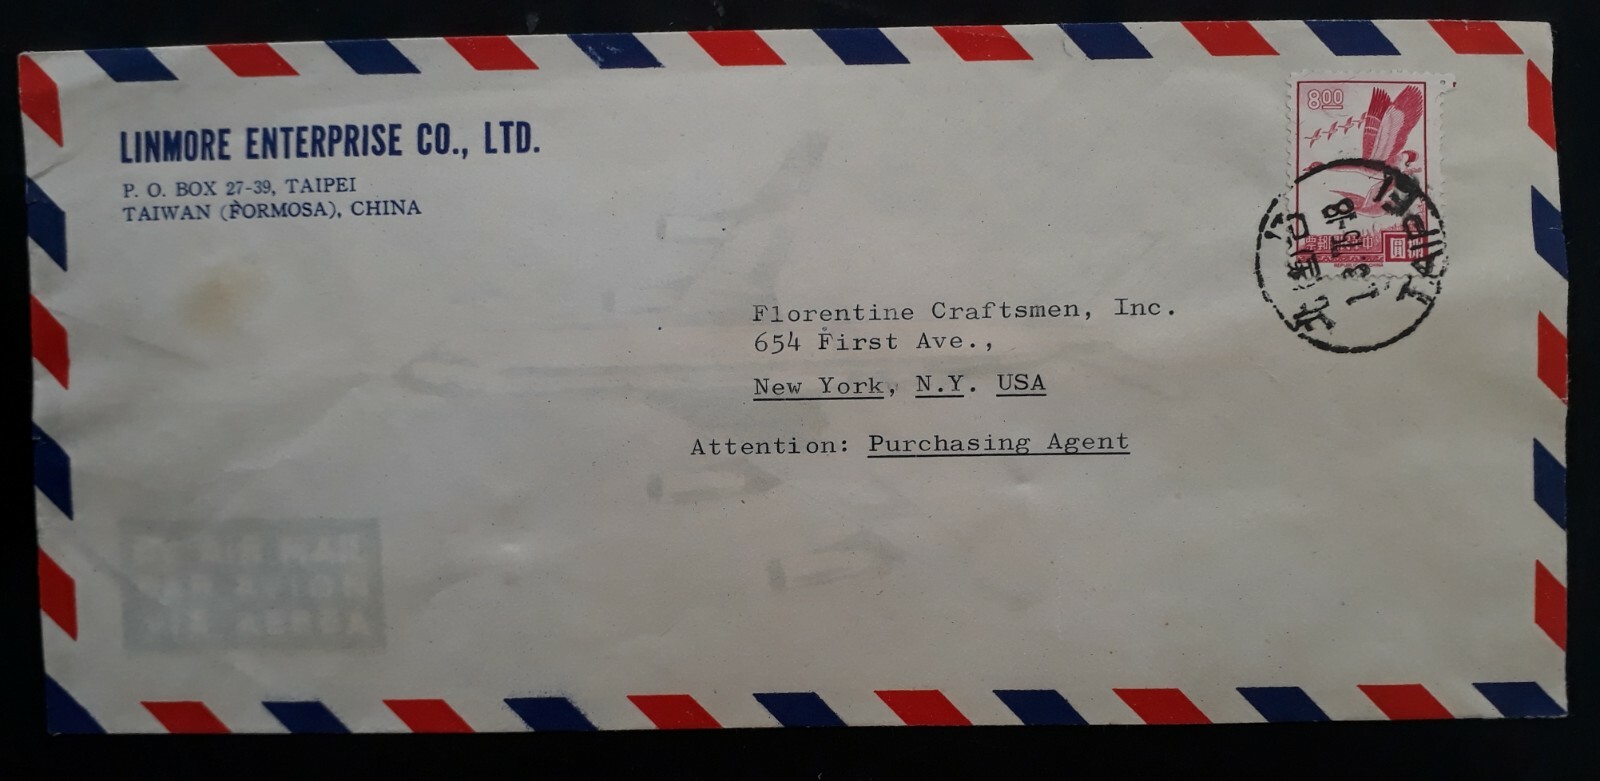 LINMORE ENTERPRISE CO., LTD.
P. O. BOX 27-39, TAIPEI
TAIWAN (FORMOSA), CHINA
8.00
TAIPEI
Florentine Craftsmen, Inc.
654 First Ave.,
New York, N.Y. USA
Attention: Purchasing Agent